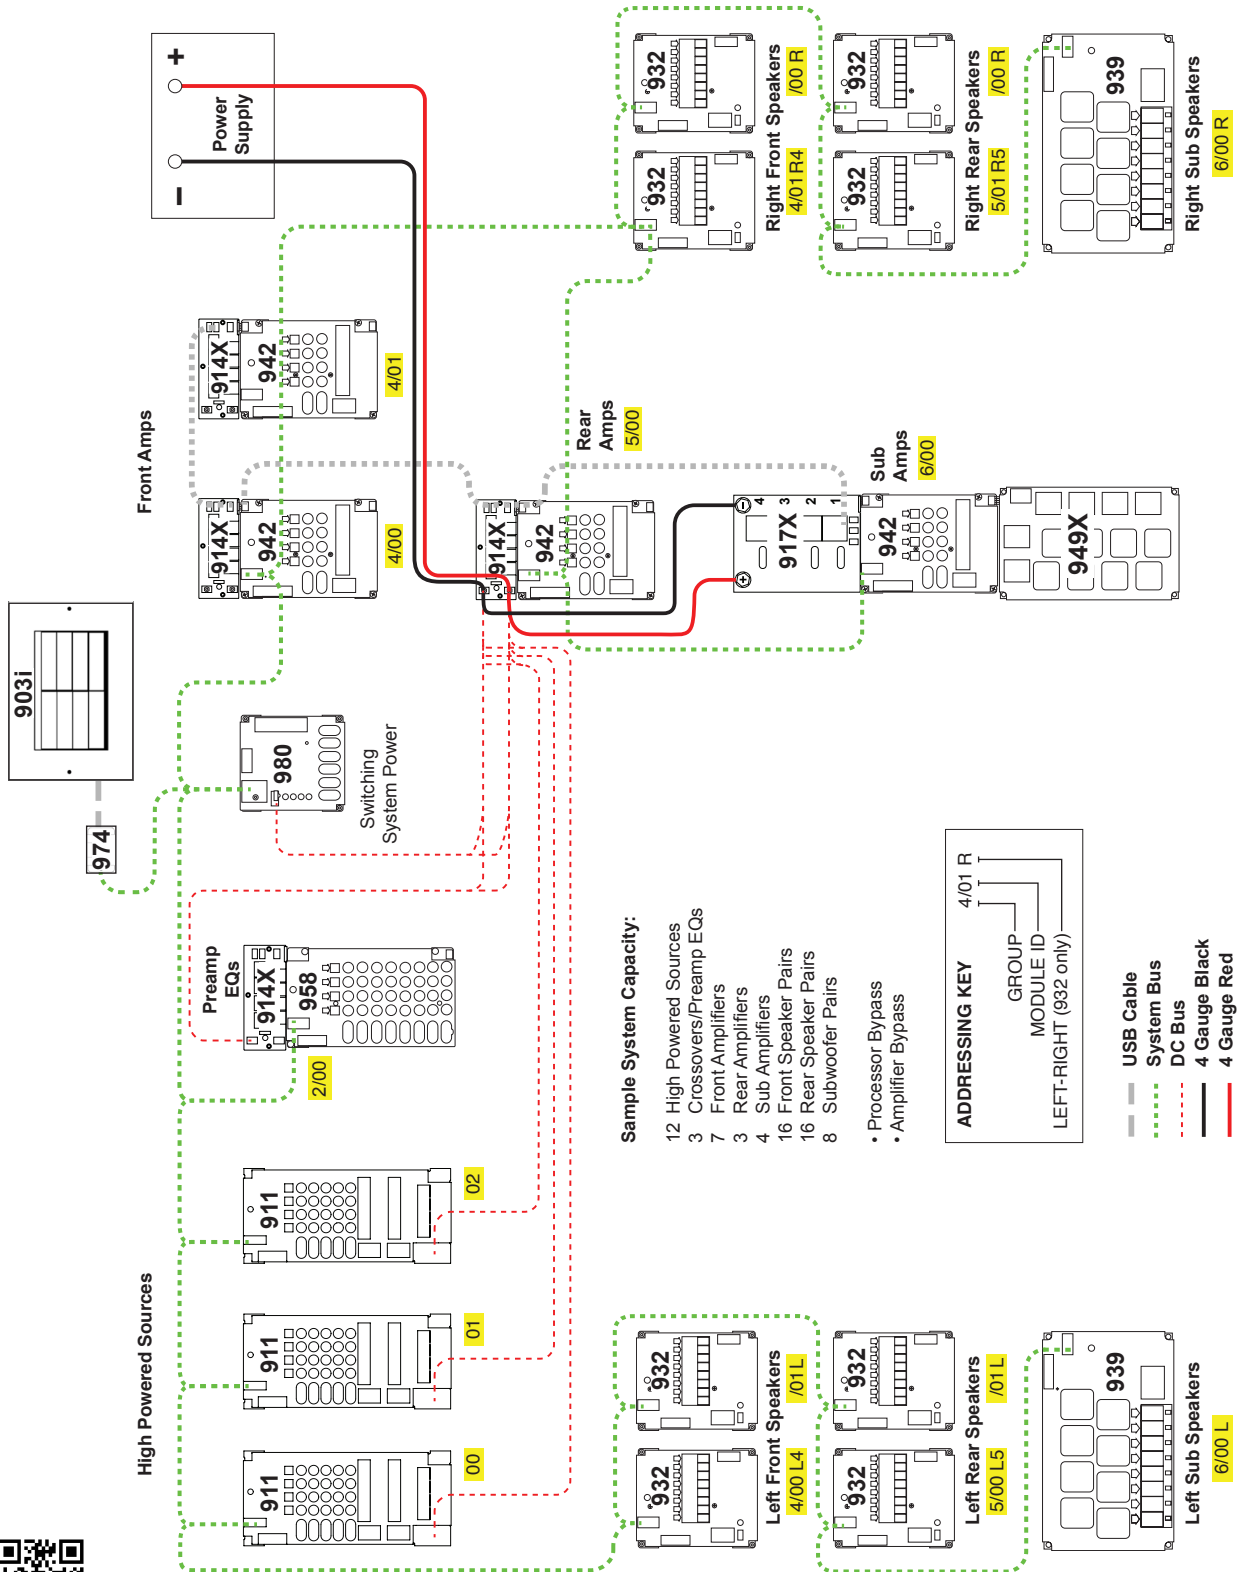 903i
974
High Powered Sources
Front Amps
+
−
Power
Supply
Preamp
EQs
914X
914X
914X
911
911
911
958
980
942
942
2/00
4/00
4/01
Switching
System Power
00
01
02
914X
942
Rear
Amps
5/00
Sample System Capacity:
12 High Powered Sources
3 Crossovers/Preamp EQs
7 Front Amplifiers
3 Rear Amplifiers
4 Sub Amplifiers
16 Front Speaker Pairs
16 Rear Speaker Pairs
8 Subwoofer Pairs
• Processor Bypass
• Amplifier Bypass
932
932
Left Front Speakers
4/00 L4
/01 L
932
932
Right Front Speakers
4/01 R4
/00 R
4
3
2
1
917X
942
Sub
Amps
6/00
949X
932
932
Left Rear Speakers
5/00 L5
/01 L
932
932
Right Rear Speakers
5/01 R5
/00 R
ADDRESSING KEY
4/01 R
GROUP
MODULE ID
LEFT-RIGHT (932 only)
939
Left Sub Speakers
6/00 L
939
Right Sub Speakers
6/00 R
USB Cable
System Bus
DC Bus
4 Gauge Black
4 Gauge Red